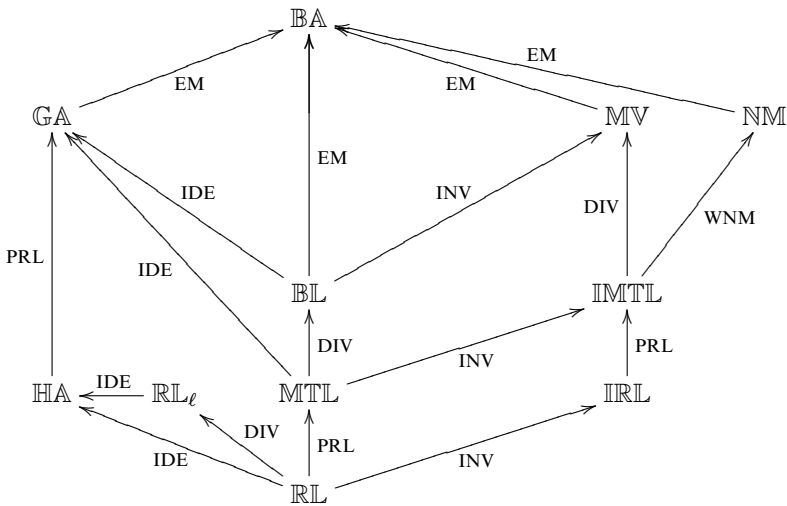 𝔹𝔸
EM
EM
EM
𝔾𝔸
𝕄𝕍
ℕ𝕄
EM
IDE
INV
DIV
WNM
PRL
IDE
𝔹𝕃
𝕀𝕄𝕋𝕃
DIV
INV
PRL
IDE
ℍ𝔸
ℝ𝕃ℓ
𝕄𝕋𝕃
𝕀ℝ𝕃
DIV
PRL
IDE
INV
ℝ𝕃